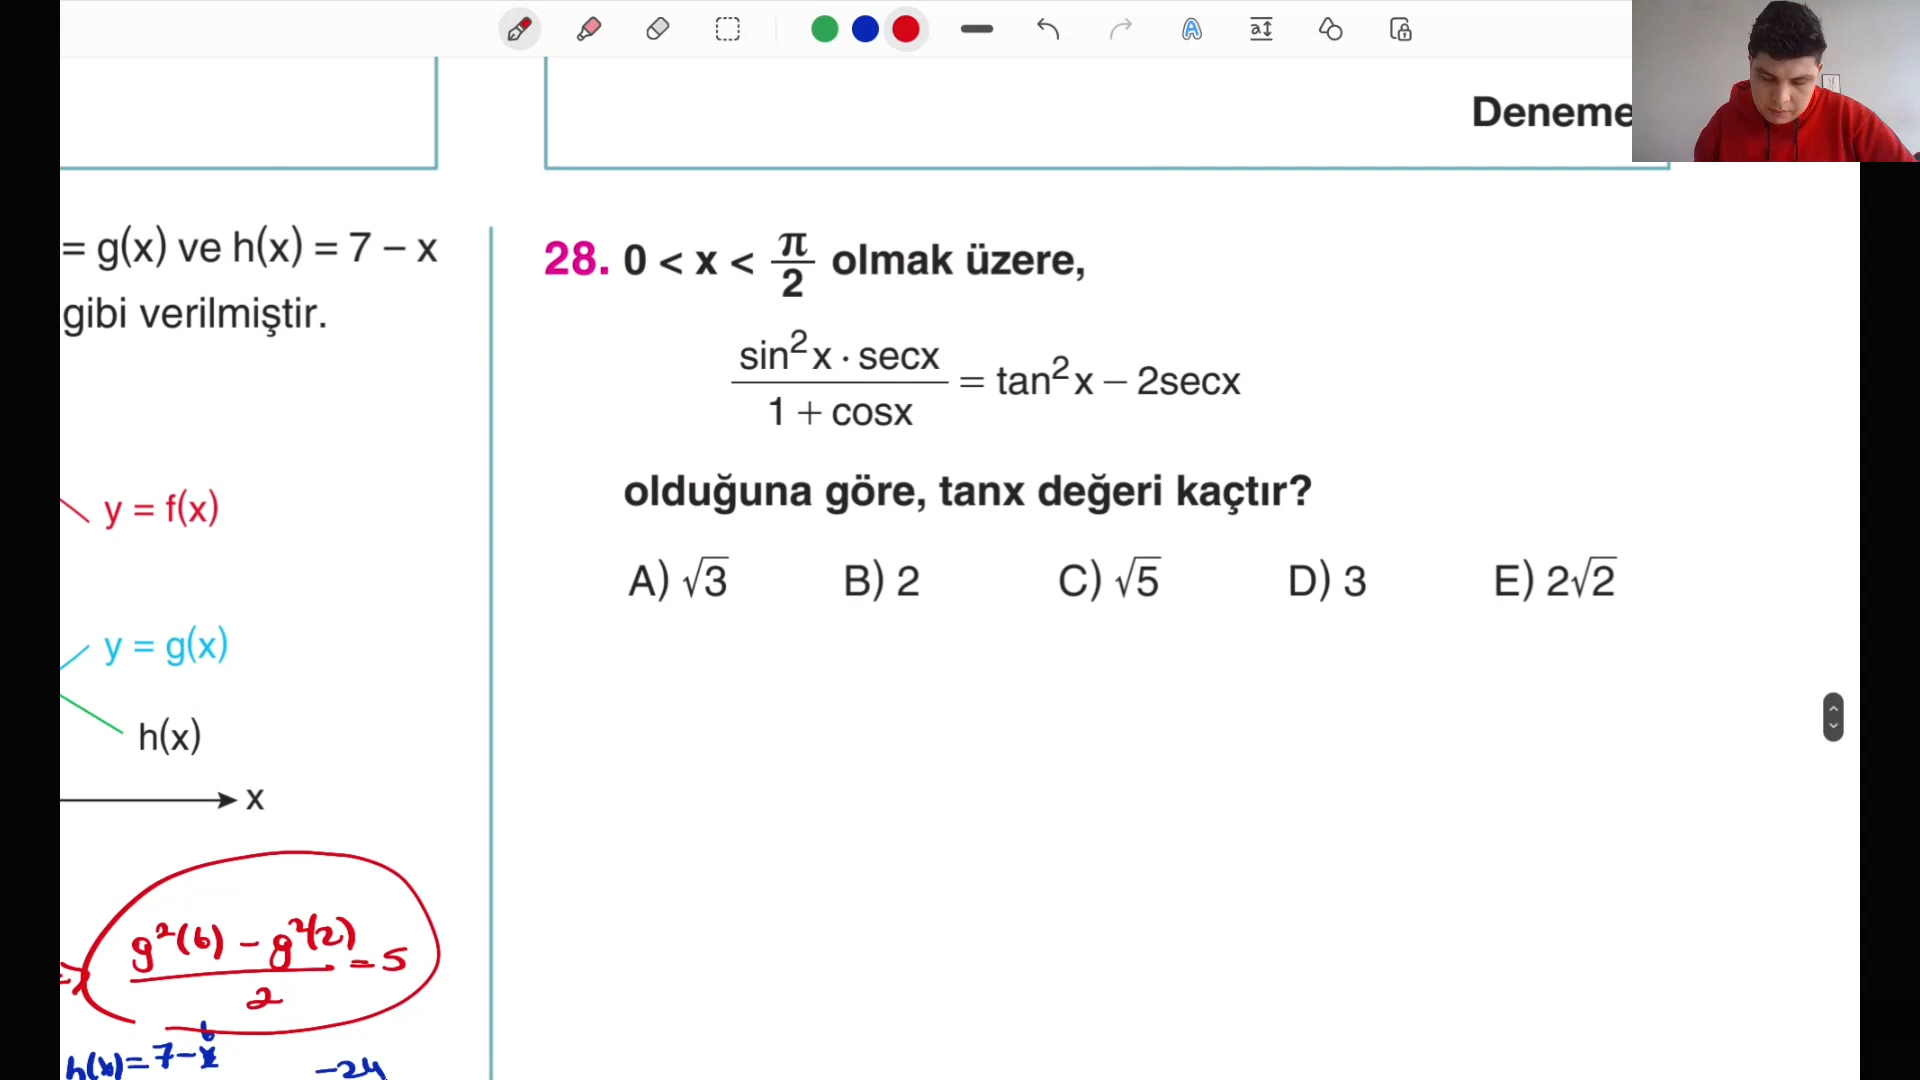 Deneme
= g(x) ve h(x) = 7 – x
gibi verilmiştir.
y = f(x)
y = g(x)
h(x)
x
g²(6) – g²(2) / 2 = 5
h(x) = 7 – x
6
–24
28. 0 < x < π/2 olmak üzere,
sin²x · secx / 1 + cosx = tan²x – 2secx
olduğuna göre, tanx değeri kaçtır?
A) √3 B) 2 C) √5 D) 3 E) 2√2